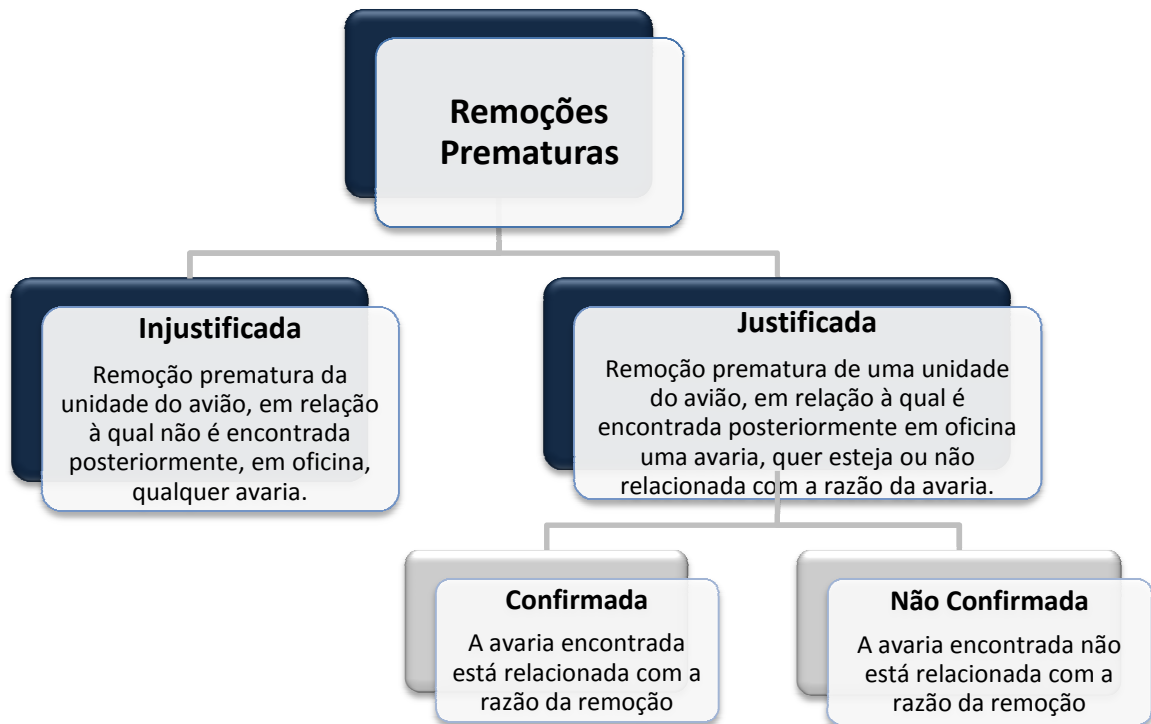 Remoções
Prematuras
Injustificada
Remoção prematura da
unidade do avião, em relação
à qual não é encontrada
posteriormente, em oficina,
qualquer avaria.
Justificada
Remoção prematura de uma unidade
do avião, em relação à qual é
encontrada posteriormente em oficina
uma avaria, quer esteja ou não
relacionada com a razão da avaria.
Confirmada
A avaria encontrada
está relacionada com a
razão da remoção
Não Confirmada
A avaria encontrada não
está relacionada com a
razão da remoção